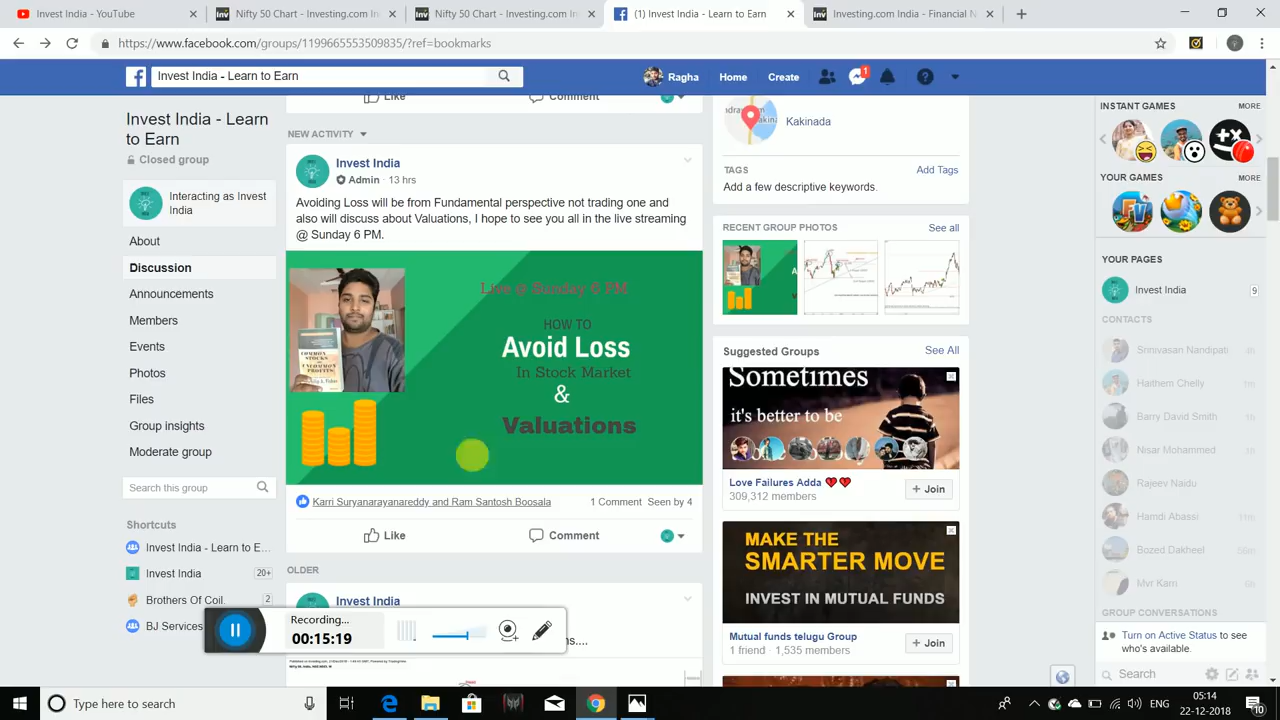 Invest India - YouTube
Nifty 50 Chart - Investing.com In
Nifty 50 Chart - Investing.com Inv
(1) Invest India - Learn to Earn
Investing.com India - Financial N
https://www.facebook.com/groups/1199665553509835/?ref=bookmarks
Invest India - Learn to Earn
Ragha
Home
Create
1
Invest India - Learn
to Earn
Closed group
Interacting as Invest
India
About
Discussion
Announcements
Members
Events
Photos
Files
Group insights
Moderate group
Search this group
Shortcuts
Invest India - Learn to E...
Invest India
20+
Brothers Of Coil.
2
BJ Services
Like
Comment
NEW ACTIVITY
Invest India
Admin · 13 hrs
Avoiding Loss will be from Fundamental perspective not trading one and
also will discuss about Valuations, I hope to see you all in the live streaming
@ Sunday 6 PM.
Live @ Sunday 6 PM
HOW TO
Avoid Loss
In Stock Market
&
Valuations
COMMON
STOCKS
UNCOMMON
PROFITS
Karri Suryanarayanareddy and Ram Santosh Boosala
1 Comment Seen by 4
Like
Comment
OLDER
Invest India
Recording...
00:15:19
Kakinada
TAGS
Add Tags
Add a few descriptive keywords.
RECENT GROUP PHOTOS
See all
Suggested Groups
See All
Sometimes
it's better to be
Love Failures Adda
309,312 members
+ Join
MAKE THE
SMARTER MOVE
INVEST IN MUTUAL FUNDS
Mutual funds telugu Group
1 friend · 1,535 members
+ Join
INSTANT GAMES
MORE
YOUR GAMES
MORE
YOUR PAGES
Invest India
9
CONTACTS
Srinivasan Nandipati
Haithem Chelly
Barry David Smith
Nisar Mohammed
Rajeev Naidu
Hamdi Abassi
Bozed Dakheel
Mvr Karri
GROUP CONVERSATIONS
Turn on Active Status to see
who's available.
Search
Type here to search
ENG
05:14
22-12-2018